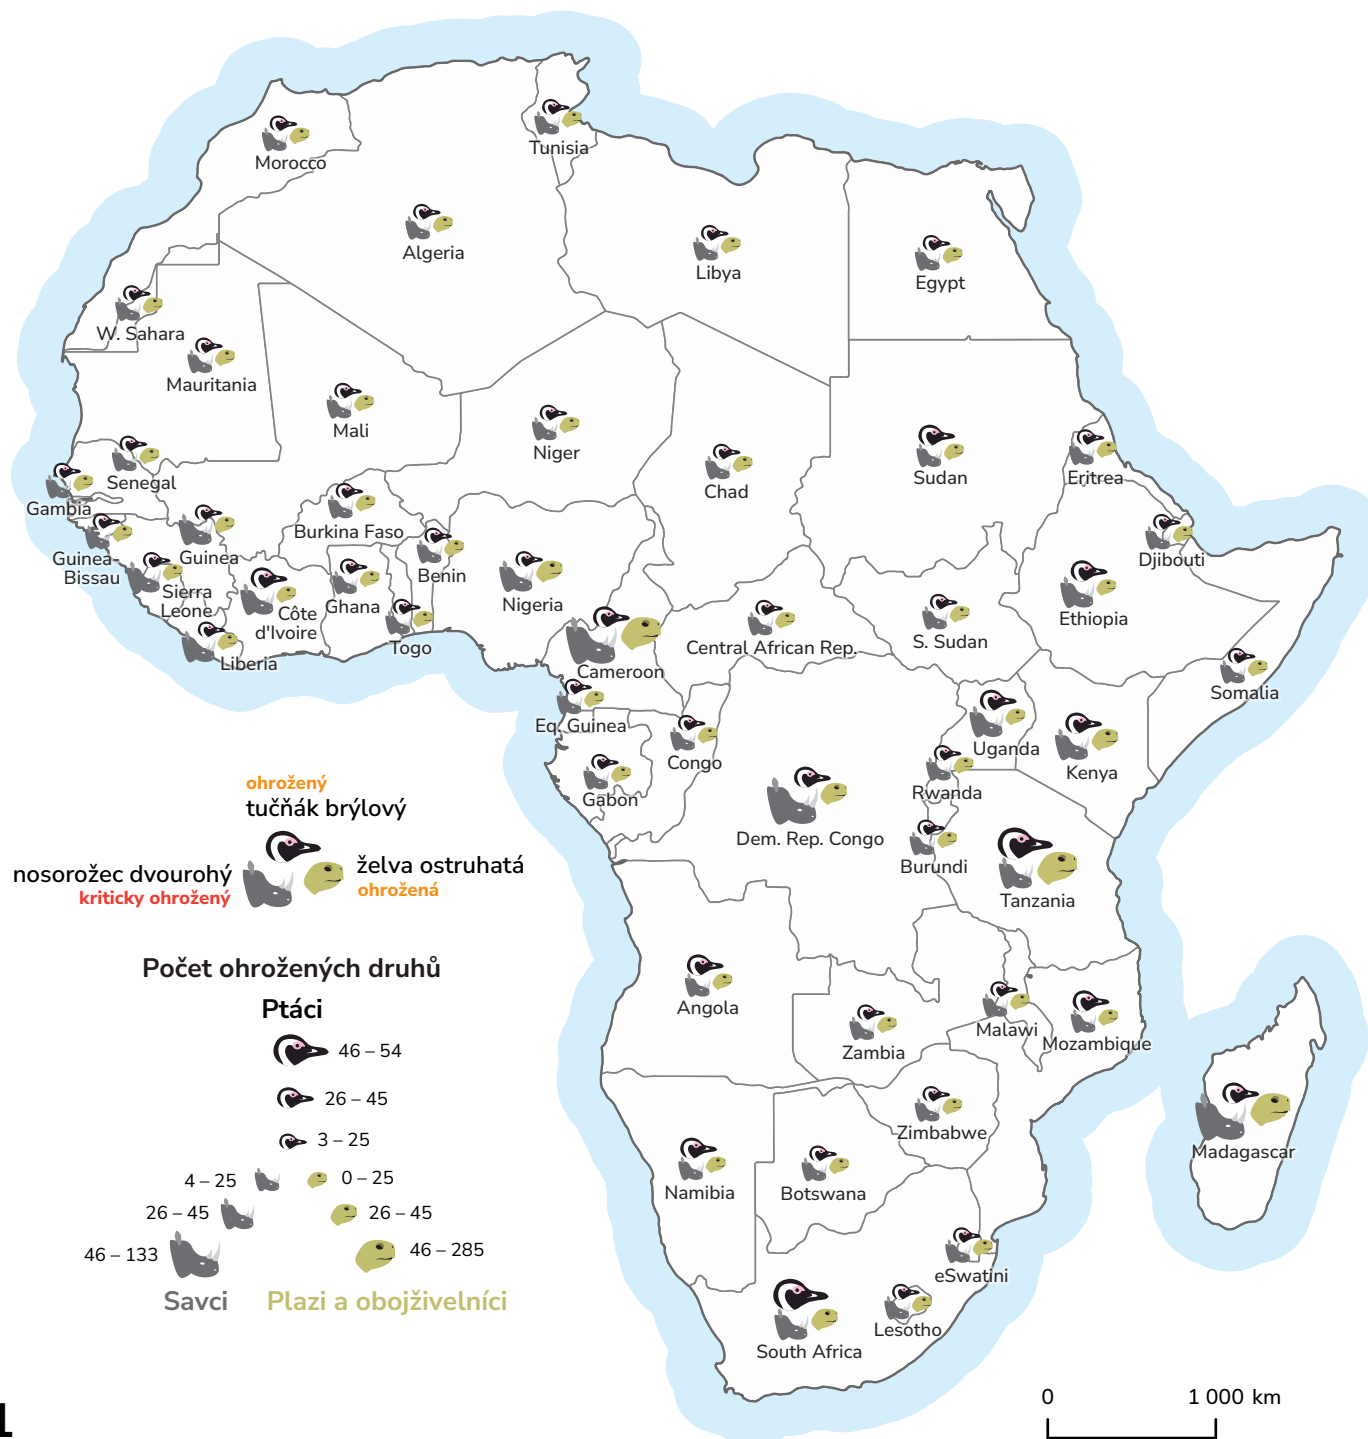 Morocco
Tunisia
Algeria
Libya
Egypt
W. Sahara
Mauritania
Mali
Niger
Chad
Sudan
Eritrea
Senegal
Gambia
Guinea-
Bissau
Guinea
Sierra
Leone
Liberia
Côte
d'Ivoire
Burkina Faso
Ghana
Togo
Benin
Nigeria
Cameroon
Central African Rep.
S. Sudan
Ethiopia
Djibouti
Somalia
Eq. Guinea
Gabon
Congo
Dem. Rep. Congo
Uganda
Kenya
Rwanda
Burundi
Tanzania
Angola
Zambia
Malawi
Mozambique
Zimbabwe
Namibia
Botswana
Madagascar
eSwatini
Lesotho
South Africa
ohrožený
tučňák brýlový
nosorožec dvourohý
kriticky ohrožený
želva ostruhatá
ohrožená
Počet ohrožených druhů
Ptáci
46 – 54
26 – 45
3 – 25
4 – 25
0 – 25
26 – 45
26 – 45
46 – 133
46 – 285
Savci
Plazi a obojživelníci
0
1 000 km
1